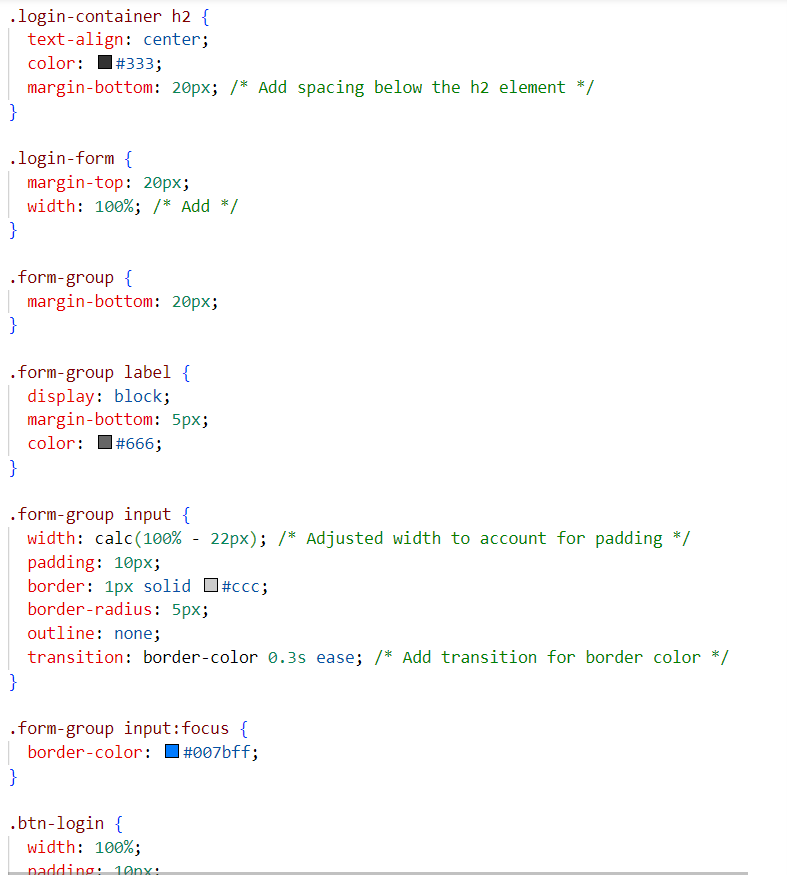 .login-container h2 {
  text-align: center;
  color: #333;
  margin-bottom: 20px; /* Add spacing below the h2 element */
}

.login-form {
  margin-top: 20px;
  width: 100%; /* Add */
}

.form-group {
  margin-bottom: 20px;
}

.form-group label {
  display: block;
  margin-bottom: 5px;
  color: #666;
}

.form-group input {
  width: calc(100% - 22px); /* Adjusted width to account for padding */
  padding: 10px;
  border: 1px solid #ccc;
  border-radius: 5px;
  outline: none;
  transition: border-color 0.3s ease; /* Add transition for border color */
}

.form-group input:focus {
  border-color: #007bff;
}

.btn-login {
  width: 100%;
  padding: 10px;